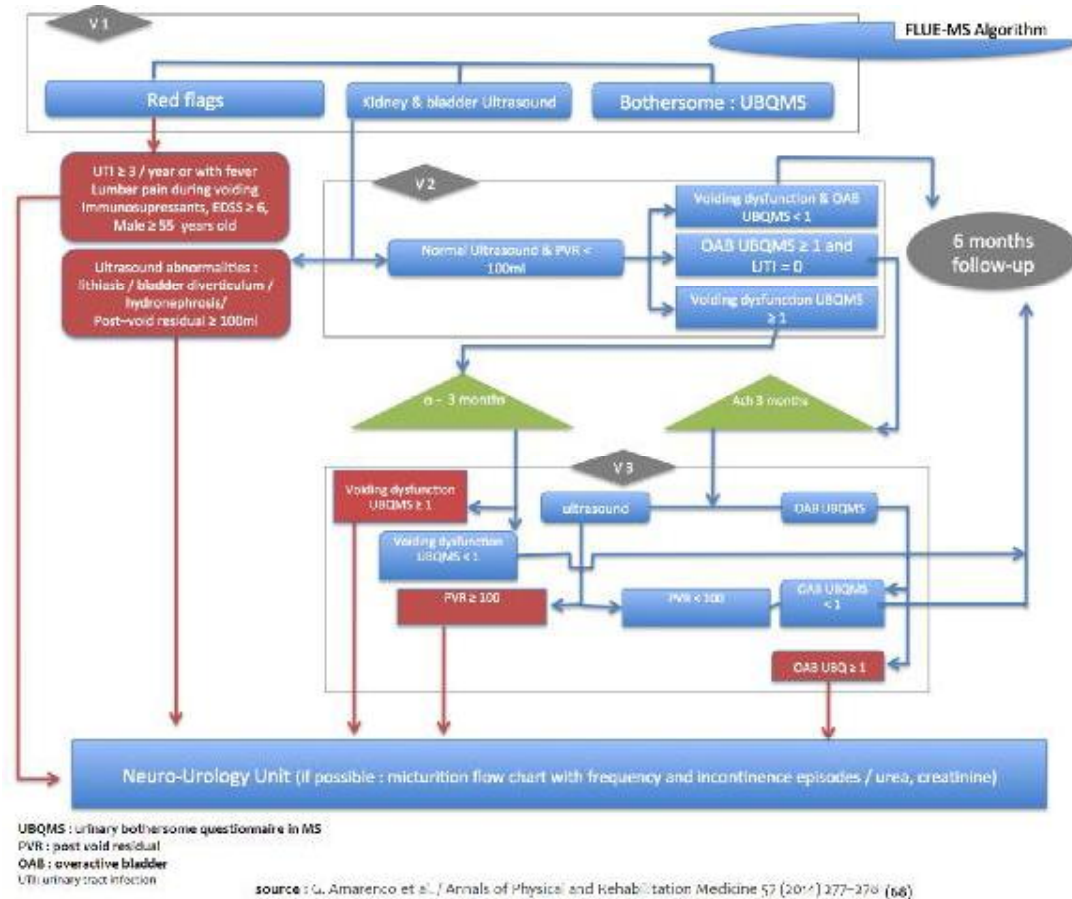 V 1
FLUE-MS Algorithm
Red flags
Kidney & bladder Ultrasound
Bothersome : UBQMS
UTI ≥ 3 / year or with fever
Lumbar pain during voiding
Immunosupressants, EDSS ≥ 6,
Male ≥ 55 years old
V 2
Voiding dysfunction & OAB
UBQMS < 1
Normal Ultrasound & PVR <
100ml
OAB UBQMS ≥ 1 and
UTI = 0
Voiding dysfunction UBQMS
≥ 1
6 months
follow-up
Ultrasound abnormalities :
lithiasis / bladder diverticulum /
hydronephrosis/
Post-void residual ≥ 100ml
α - 3 months
Ach 3 months
V 3
Voiding dysfunction
UBQMS ≥ 1
ultrasound
OAB UBQMS
Voiding dysfunction
UBQMS < 1
PVR ≥ 100
PVR < 100
OAB UBQMS
< 1
OAB UBQ ≥ 1
Neuro-Urology Unit (if possible : micturition flow chart with frequency and incontinence episodes / urea, creatinine)
UBQMS : urinary bothersome questionnaire in MS
PVR : post void residual
OAB : overactive bladder
UTI: urinary tract infection
source : G. Amarenco et al. / Annals of Physical and Rehabilitation Medicine 57 (2014) 277–278 (68)